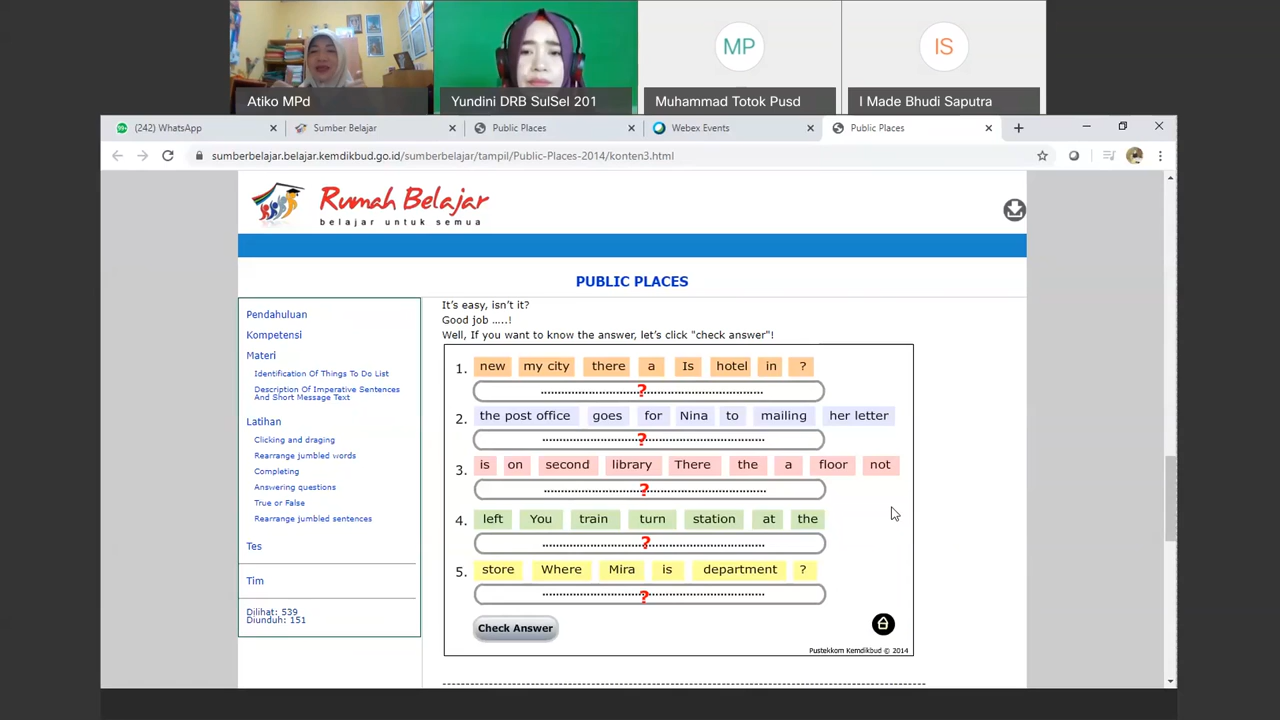 MP
IS
Atiko MPd
Yundini DRB SulSel 201
Muhammad Totok Pusd
I Made Bhudi Saputra
99+
(242) WhatsApp
Sumber Belajar
Public Places
Webex Events
Public Places
sumberbelajar.belajar.kemdikbud.go.id/sumberbelajar/tampil/Public-Places-2014/konten3.html
Rumah Belajar
belajar untuk semua
PUBLIC PLACES
Pendahuluan
Kompetensi
Materi
Identification Of Things To Do List
Description Of Imperative Sentences
And Short Message Text
Latihan
Clicking and draging
Rearrange jumbled words
Completing
Answering questions
True or False
Rearrange jumbled sentences
Tes
Tim
Dilihat: 539
Diunduh: 151
It's easy, isn't it?
Good job .....!
Well, If you want to know the answer, let's click "check answer"!
1. new my city there a Is hotel in ?
?
2. the post office goes for Nina to mailing her letter
?
3. is on second library There the a floor not
?
4. left You train turn station at the
?
5. store Where Mira is department ?
?
Check Answer
Pustekkom Kemdikbud © 2014